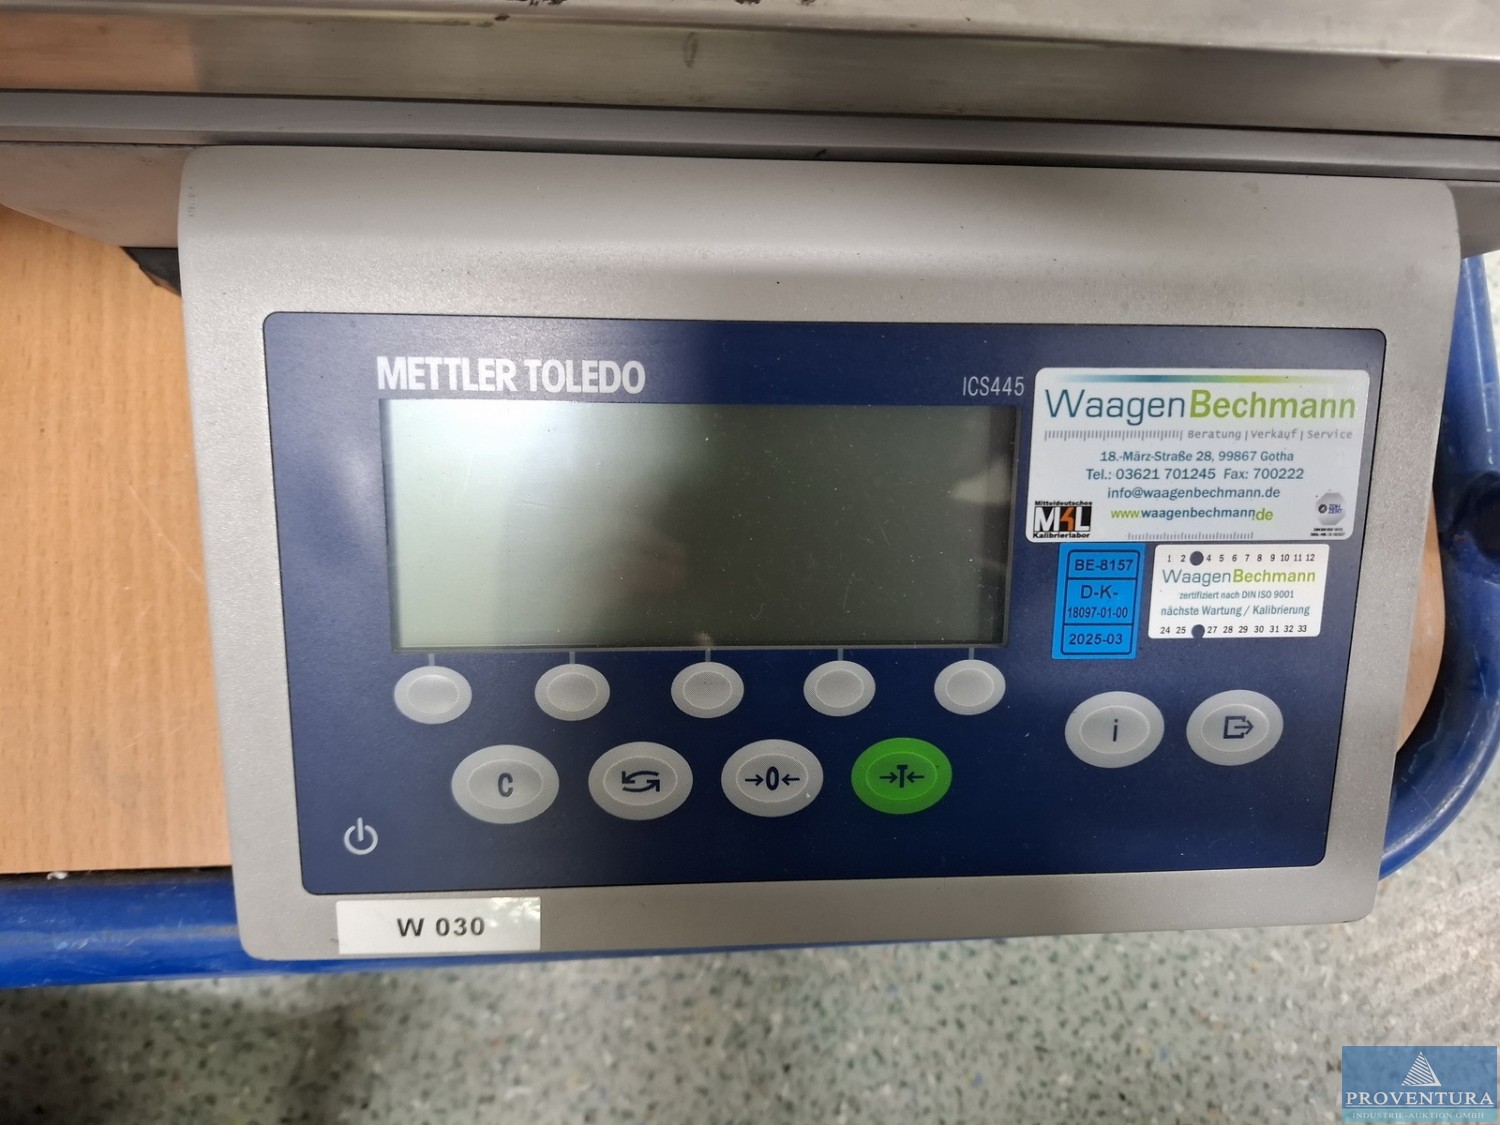 METTLER TOLEDO
ICS445
WaagenBechmann
Beratung | Verkauf | Service
18.-März-Straße 28, 99867 Gotha
Tel.: 03621 701245 Fax: 700222
info@waagenbechmann.de
www.waagenbechmann.de
Mitteldeutsches
MKL
Kalibrierlabor
BE-8157
D-K-
18097-01-00
2025-03
1 2 4 5 6 7 8 9 10 11 12
WaagenBechmann
zertifiziert nach DIN ISO 9001
nächste Wartung / Kalibrierung
24 25 27 28 29 30 31 32 33
i
C
→0←
→T←
W 030
PROVENTURA
INDUSTRIE-AUKTION GMBH